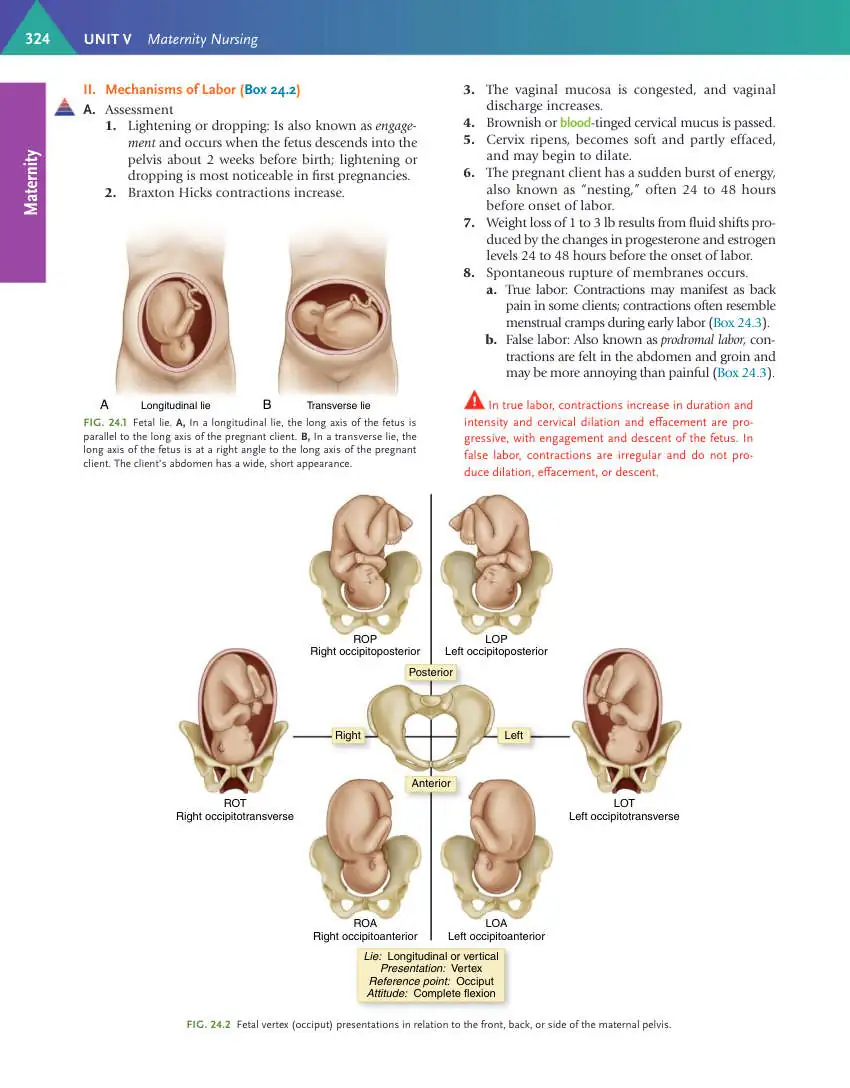 324
UNIT V Maternity Nursing
Maternity
II. Mechanisms of Labor (Box 24.2)
A. Assessment
1. Lightening or dropping: Is also known as engage-
ment and occurs when the fetus descends into the
pelvis about 2 weeks before birth; lightening or
dropping is most noticeable in first pregnancies.
2. Braxton Hicks contractions increase.
A Longitudinal lie
B Transverse lie
FIG. 24.1 Fetal lie. A, In a longitudinal lie, the long axis of the fetus is
parallel to the long axis of the pregnant client. B, In a transverse lie, the
long axis of the fetus is at a right angle to the long axis of the pregnant
client. The client's abdomen has a wide, short appearance.
3. The vaginal mucosa is congested, and vaginal
discharge increases.
4. Brownish or blood-tinged cervical mucus is passed.
5. Cervix ripens, becomes soft and partly effaced,
and may begin to dilate.
6. The pregnant client has a sudden burst of energy,
also known as “nesting,” often 24 to 48 hours
before onset of labor.
7. Weight loss of 1 to 3 lb results from fluid shifts pro-
duced by the changes in progesterone and estrogen
levels 24 to 48 hours before the onset of labor.
8. Spontaneous rupture of membranes occurs.
a. True labor: Contractions may manifest as back
pain in some clients; contractions often resemble
menstrual cramps during early labor (Box 24.3).
b. False labor: Also known as prodromal labor, con-
tractions are felt in the abdomen and groin and
may be more annoying than painful (Box 24.3).
In true labor, contractions increase in duration and
intensity and cervical dilation and effacement are pro-
gressive, with engagement and descent of the fetus. In
false labor, contractions are irregular and do not pro-
duce dilation, effacement, or descent.
ROP
Right occipitoposterior
LOP
Left occipitoposterior
Posterior
Right
Left
Anterior
ROT
Right occipitotransverse
LOT
Left occipitotransverse
ROA
Right occipitoanterior
LOA
Left occipitoanterior
Lie: Longitudinal or vertical
Presentation: Vertex
Reference point: Occiput
Attitude: Complete flexion
FIG. 24.2 Fetal vertex (occiput) presentations in relation to the front, back, or side of the maternal pelvis.